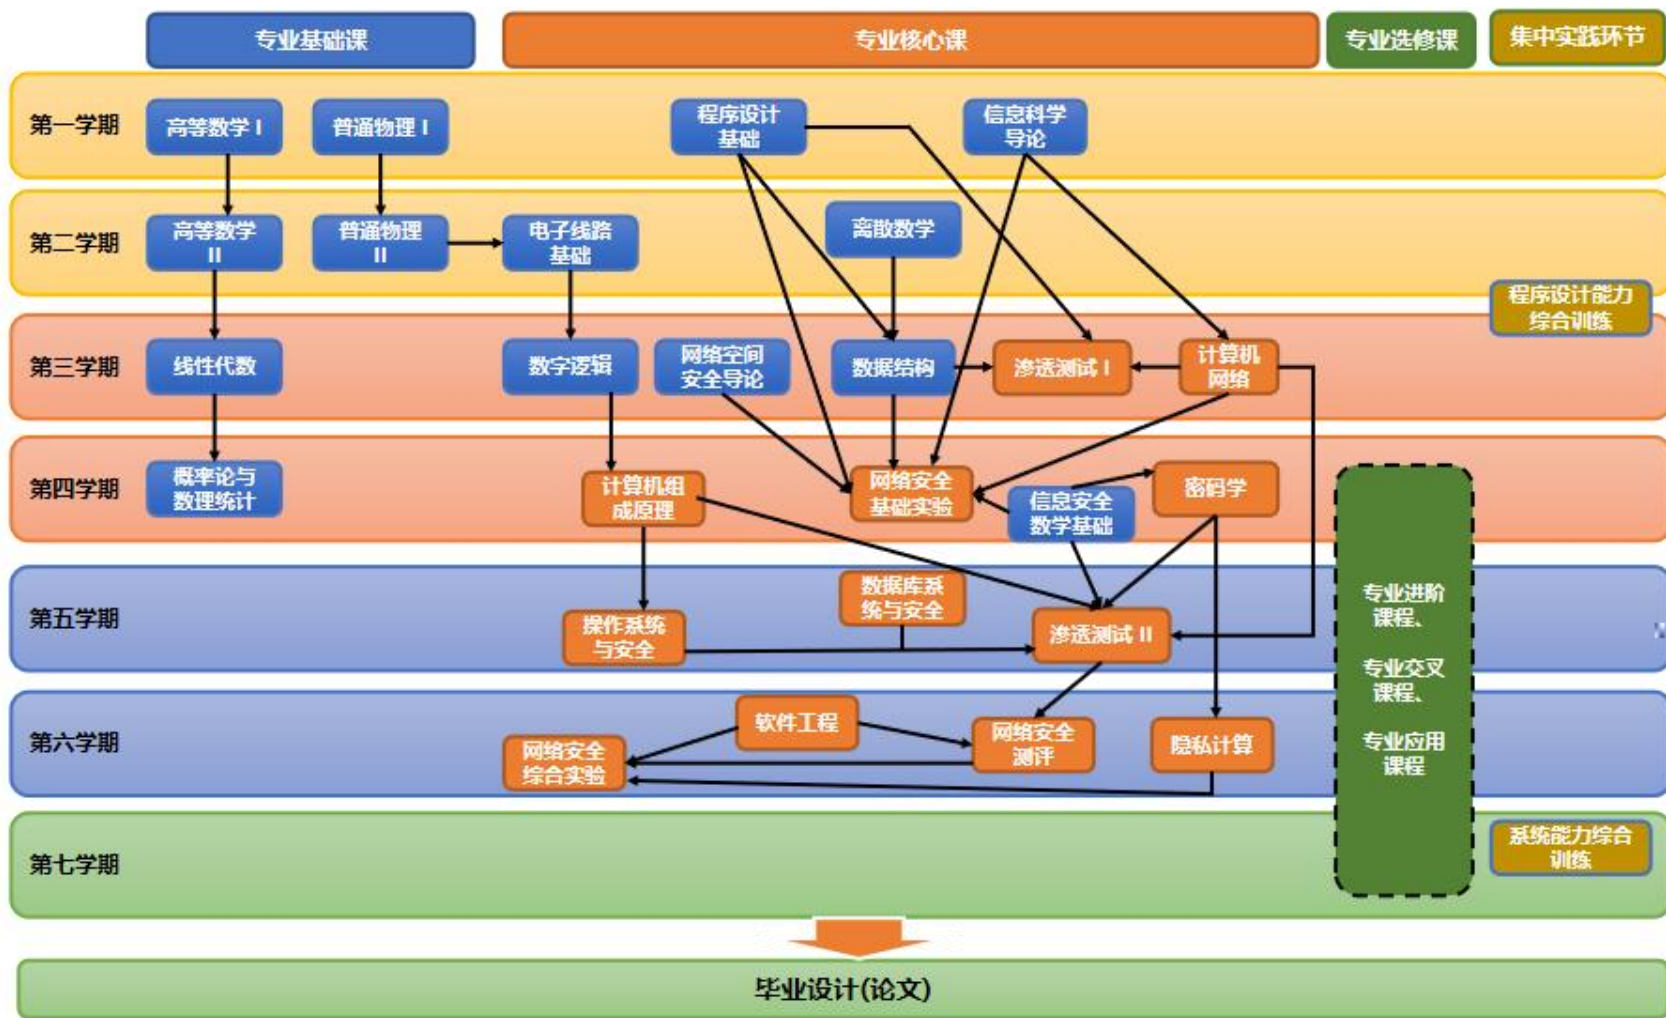 专业基础课
专业核心课
专业选修课
集中实践环节
第一学期
高等数学 I
普通物理 I
程序设计
基础
信息科学
导论
第二学期
高等数学
II
普通物理
II
电子线路
基础
离散数学
程序设计能力
综合训练
第三学期
线性代数
数字逻辑
网络空间
安全导论
数据结构
渗透测试 I
计算机
网络
第四学期
概率论与
数理统计
计算机组
成原理
网络安全
基础实验
信息安全
数学基础
密码学
第五学期
操作系统
与安全
数据库系
统与安全
渗透测试 II
专业进阶
课程、
专业交叉
课程、
专业应用
课程
第六学期
网络安全
综合实验
软件工程
网络安全
测评
隐私计算
第七学期
系统能力综合
训练
毕业设计(论文)